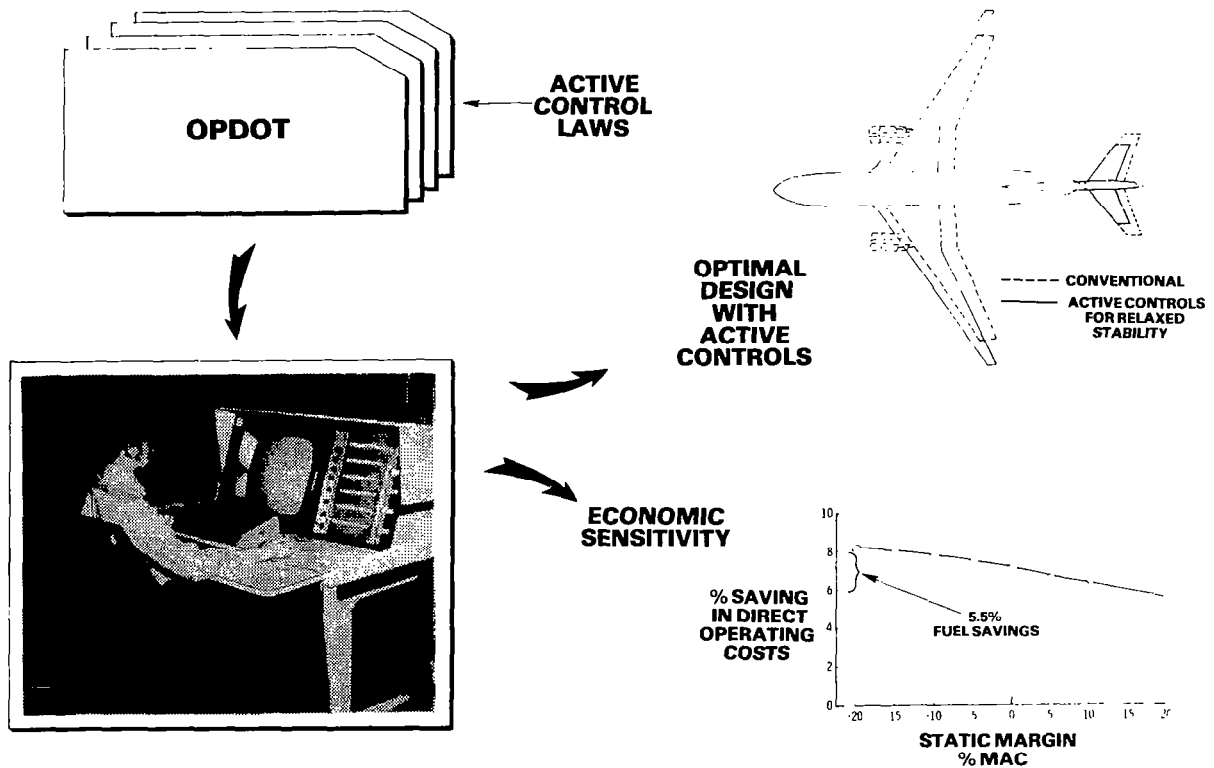 OPDOT
ACTIVE
CONTROL
LAWS
OPTIMAL
DESIGN
WITH
ACTIVE
CONTROLS
CONVENTIONAL
ACTIVE CONTROLS
FOR RELAXED
STABILITY
ECONOMIC
SENSITIVITY
% SAVING
IN DIRECT
OPERATING
COSTS
10
8
6
4
2
0
5.5%
FUEL SAVINGS
-20 15 -10 5 0 5 10 15
STATIC MARGIN
% MAC